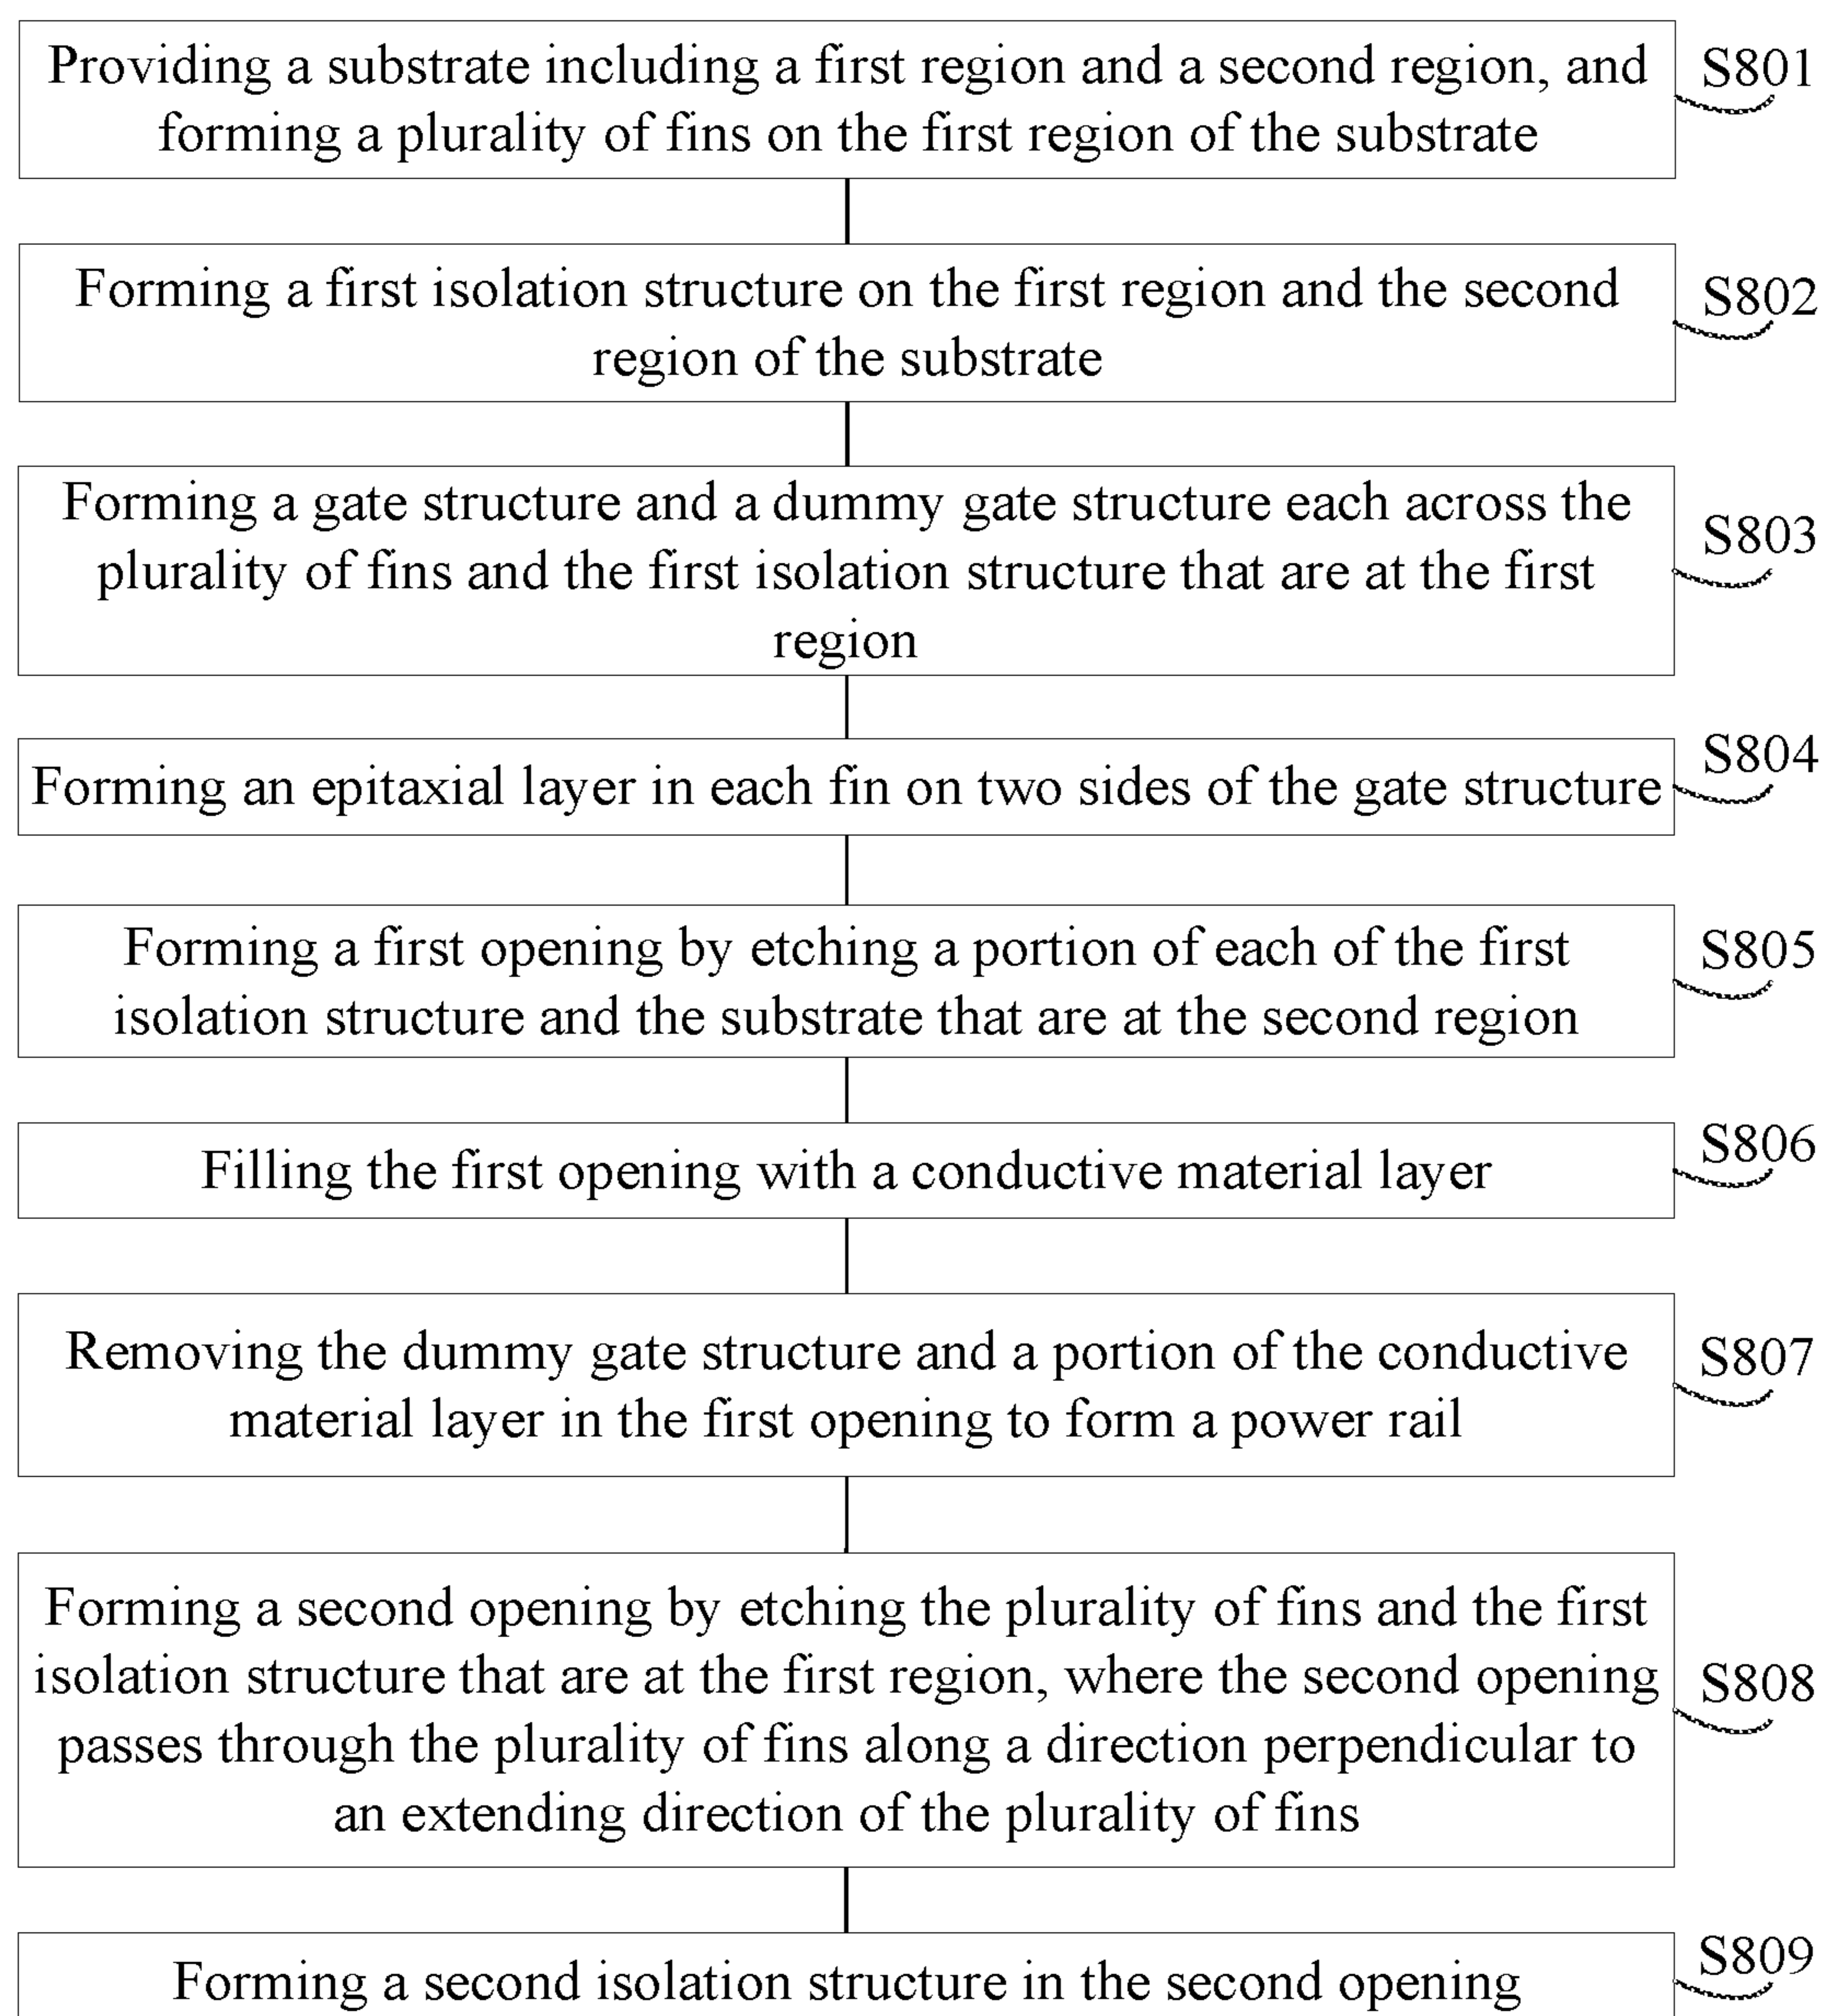 Providing a substrate including a first region and a second region, and
forming a plurality of fins on the first region of the substrate
S801
Forming a first isolation structure on the first region and the second
region of the substrate
S802
Forming a gate structure and a dummy gate structure each across the
plurality of fins and the first isolation structure that are at the first
region
S803
Forming an epitaxial layer in each fin on two sides of the gate structure
S804
Forming a first opening by etching a portion of each of the first
isolation structure and the substrate that are at the second region
S805
Filling the first opening with a conductive material layer
S806
Removing the dummy gate structure and a portion of the conductive
material layer in the first opening to form a power rail
S807
Forming a second opening by etching the plurality of fins and the first
isolation structure that are at the first region, where the second opening
passes through the plurality of fins along a direction perpendicular to
an extending direction of the plurality of fins
S808
Forming a second isolation structure in the second opening
S809